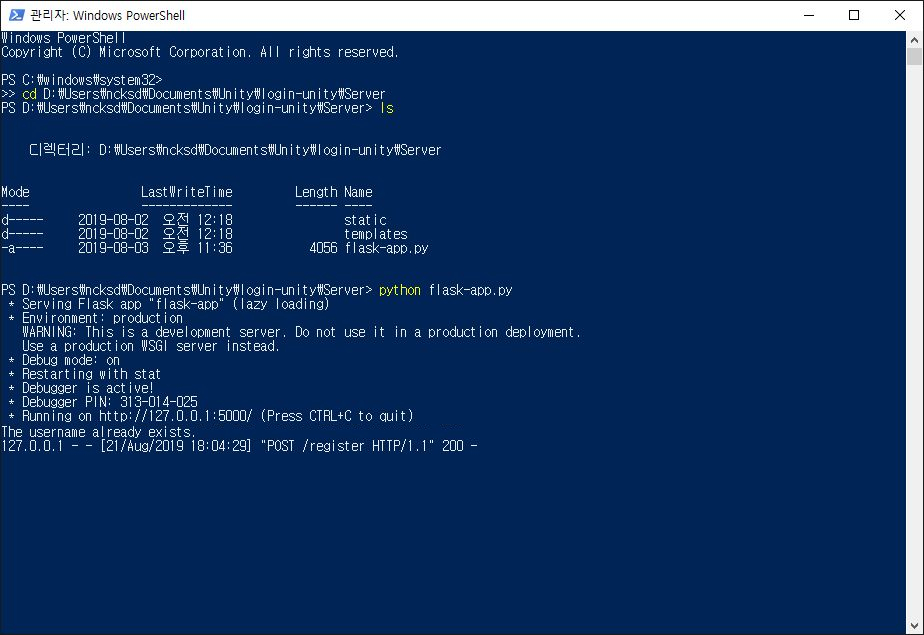 관리자: Windows PowerShell
Windows PowerShell
Copyright (C) Microsoft Corporation. All rights reserved.
PS C:₩windows₩system32>
>> cd D:₩Users₩ncksd₩Documents₩Unity₩login-unity₩Server
PS D:₩Users₩ncksd₩Documents₩Unity₩login-unity₩Server> ls
디렉터리: D:₩Users₩ncksd₩Documents₩Unity₩login-unity₩Server
Mode LastWriteTime Length Name
---- ------------- ------ ----
d----- 2019-08-02 오전 12:18 static
d----- 2019-08-02 오전 12:18 templates
-a---- 2019-08-03 오후 11:36 4056 flask-app.py
PS D:₩Users₩ncksd₩Documents₩Unity₩login-unity₩Server> python flask-app.py
* Serving Flask app "flask-app" (lazy loading)
* Environment: production
WARNING: This is a development server. Do not use it in a production deployment.
Use a production WSGI server instead.
* Debug mode: on
* Restarting with stat
* Debugger is active!
* Debugger PIN: 313-014-025
* Running on http://127.0.0.1:5000/ (Press CTRL+C to quit)
The username already exists.
127.0.0.1 - - [21/Aug/2019 18:04:29] "POST /register HTTP/1.1" 200 -